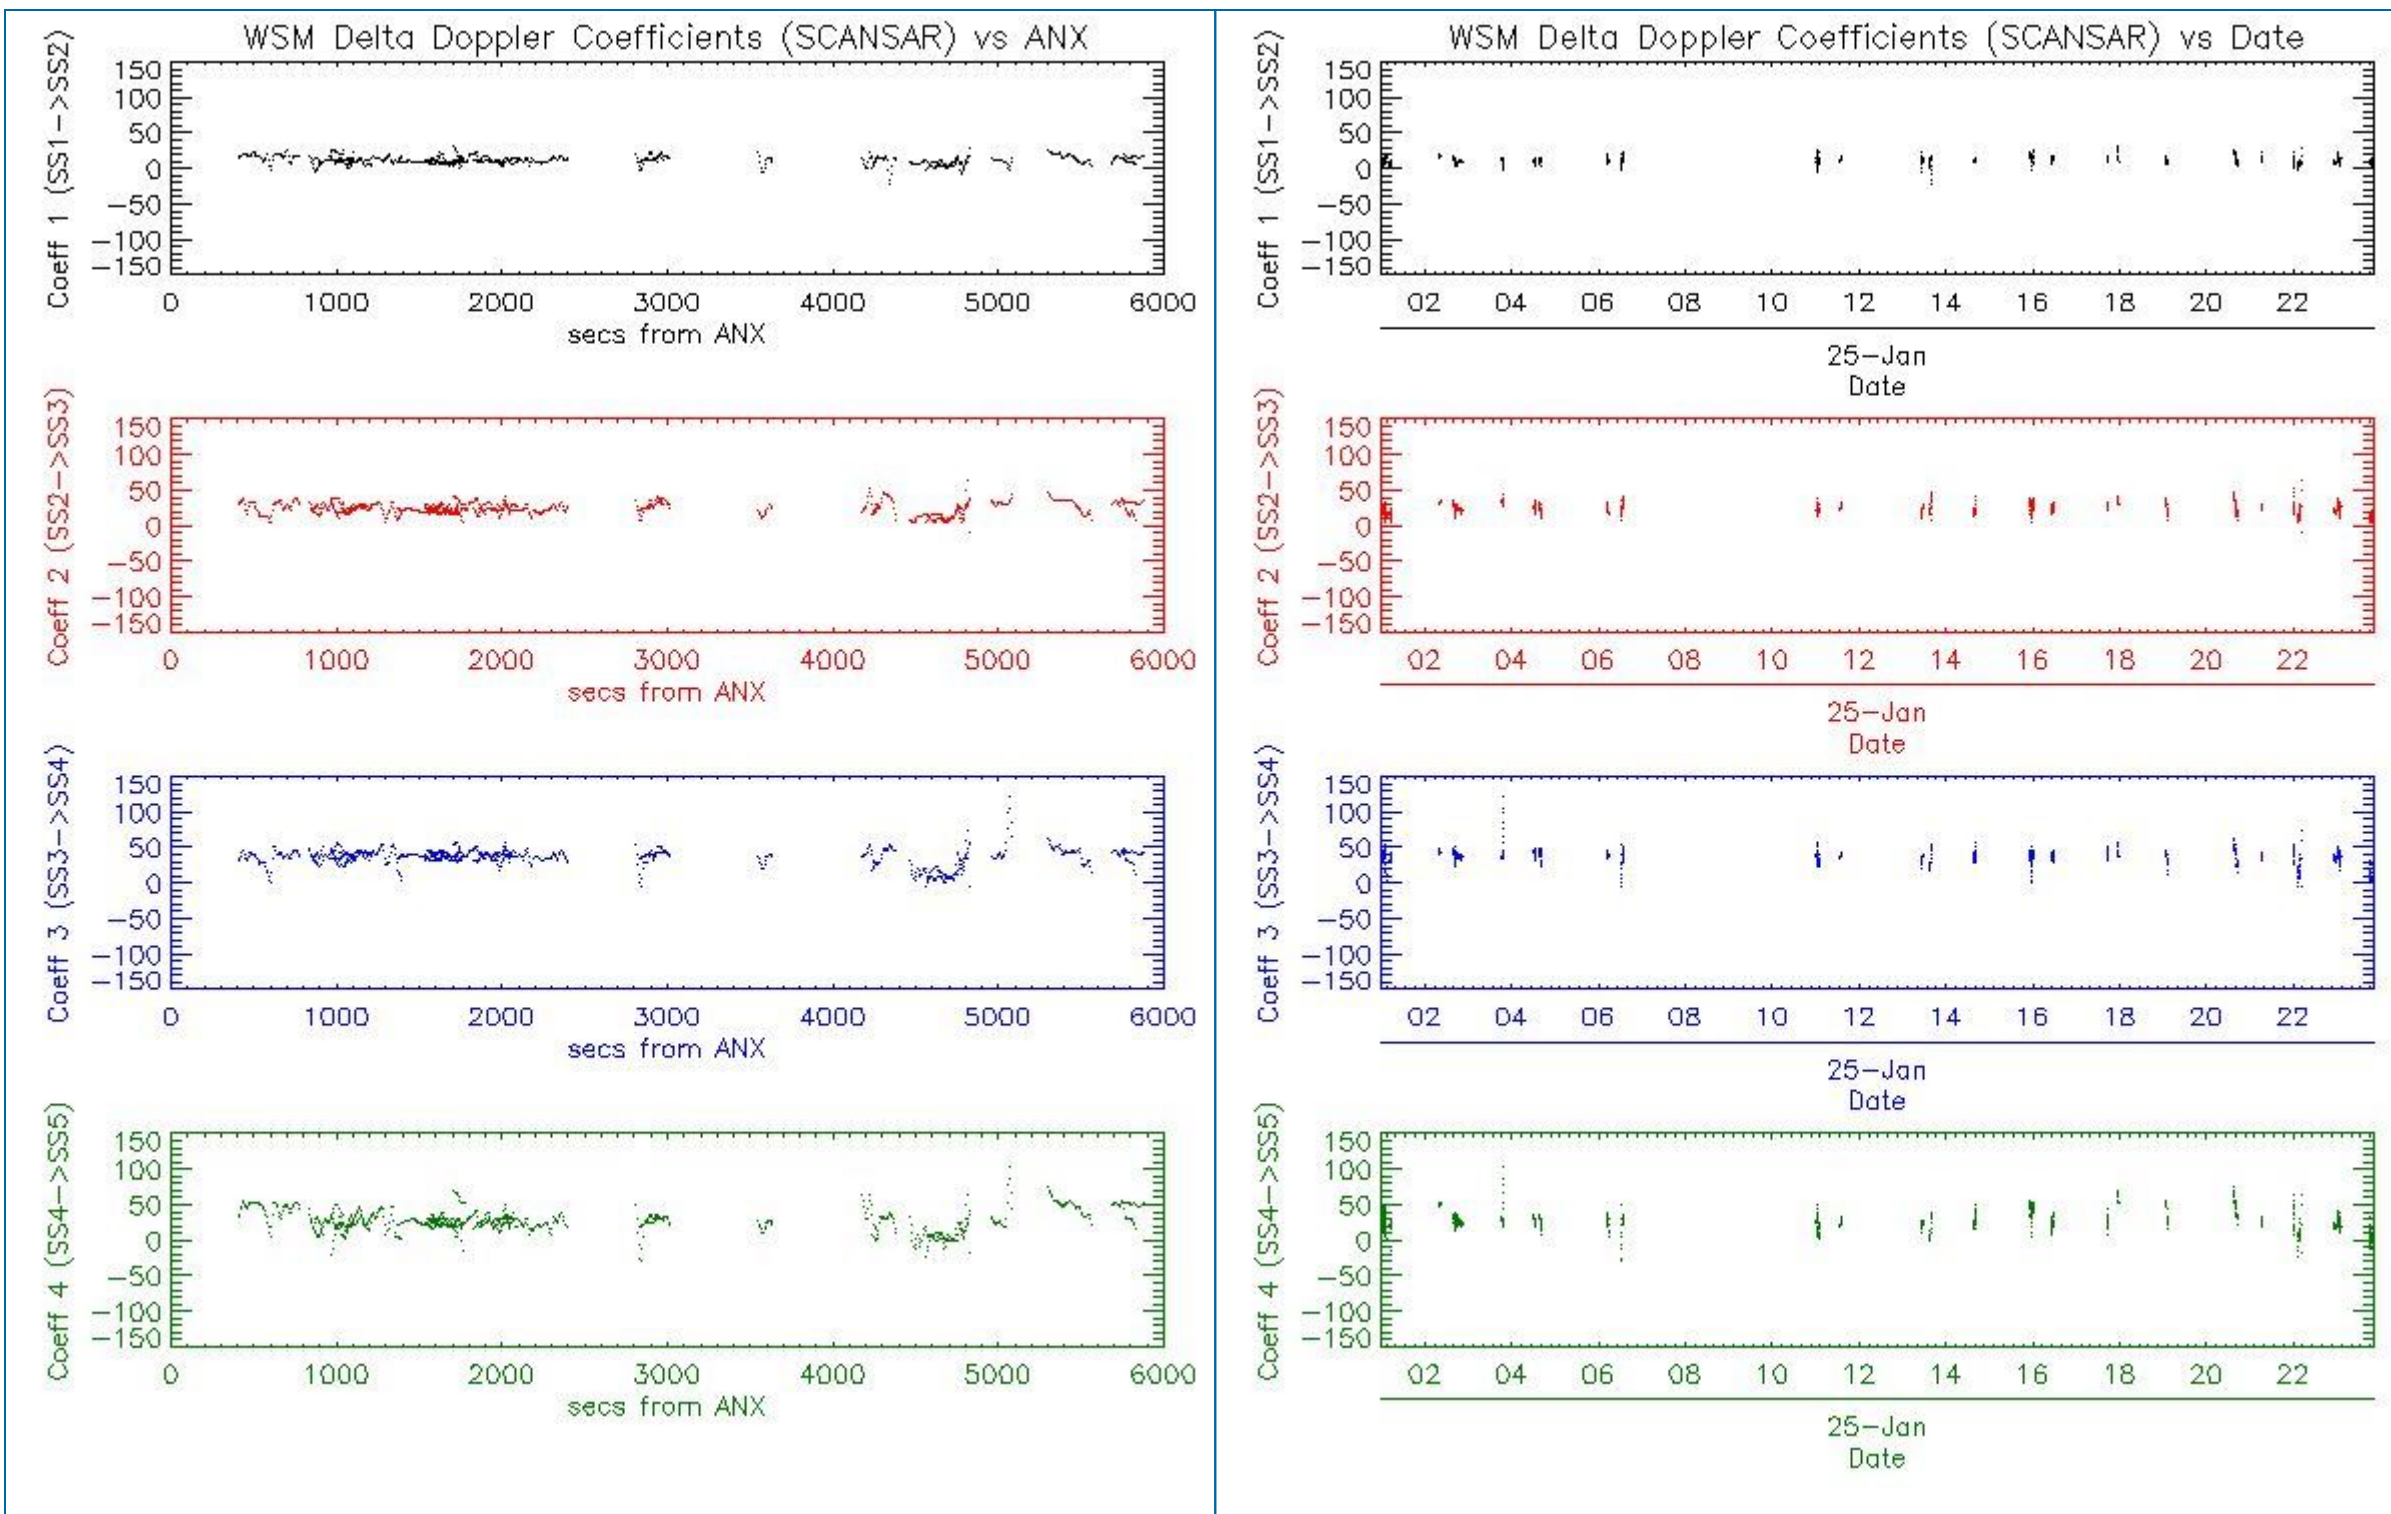 WSM Delta Doppler Coefficients (SCANSAR) vs ANX
Coeff 1 (SS1->SS2)
150
100
50
0
-50
-100
-150
0 1000 2000 3000 4000 5000 6000
secs from ANX
Coeff 2 (SS2->SS3)
150
100
50
0
-50
-100
-150
0 1000 2000 3000 4000 5000 6000
secs from ANX
Coeff 3 (SS3->SS4)
150
100
50
0
-50
-100
-150
0 1000 2000 3000 4000 5000 6000
secs from ANX
Coeff 4 (SS4->SS5)
150
100
50
0
-50
-100
-150
0 1000 2000 3000 4000 5000 6000
secs from ANX
WSM Delta Doppler Coefficients (SCANSAR) vs Date
Coeff 1 (SS1->SS2)
150
100
50
0
-50
-100
-150
02 04 06 08 10 12 14 16 18 20 22
25-Jan
Date
Coeff 2 (SS2->SS3)
150
100
50
0
-50
-100
-150
02 04 06 08 10 12 14 16 18 20 22
25-Jan
Date
Coeff 3 (SS3->SS4)
150
100
50
0
-50
-100
-150
02 04 06 08 10 12 14 16 18 20 22
25-Jan
Date
Coeff 4 (SS4->SS5)
150
100
50
0
-50
-100
-150
02 04 06 08 10 12 14 16 18 20 22
25-Jan
Date